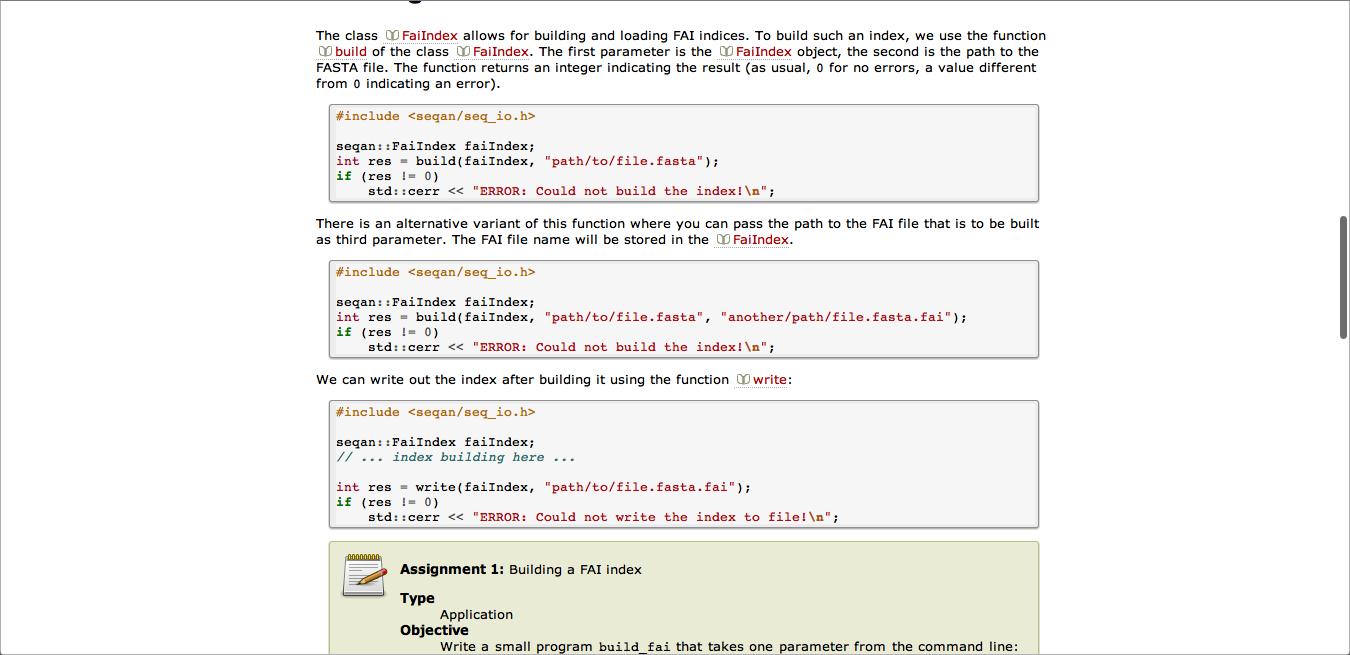 The class FaiIndex allows for building and loading FAI indices. To build such an index, we use the function
build of the class FaiIndex. The first parameter is the FaiIndex object, the second is the path to the
FASTA file. The function returns an integer indicating the result (as usual, 0 for no errors, a value different
from 0 indicating an error).
#include <seqan/seq_io.h>
seqan::FaiIndex faiIndex;
int res = build(faiIndex, "path/to/file.fasta");
if (res != 0)
    std::cerr << "ERROR: Could not build the index!\n";
There is an alternative variant of this function where you can pass the path to the FAI file that is to be built
as third parameter. The FAI file name will be stored in the FaiIndex.
#include <seqan/seq_io.h>
seqan::FaiIndex faiIndex;
int res = build(faiIndex, "path/to/file.fasta", "another/path/file.fasta.fai");
if (res != 0)
    std::cerr << "ERROR: Could not build the index!\n";
We can write out the index after building it using the function write:
#include <seqan/seq_io.h>
seqan::FaiIndex faiIndex;
// ... index building here ...
int res = write(faiIndex, "path/to/file.fasta.fai");
if (res != 0)
    std::cerr << "ERROR: Could not write the index to file!\n";
Assignment 1: Building a FAI index
Type
Application
Objective
Write a small program build_fai that takes one parameter from the command line: